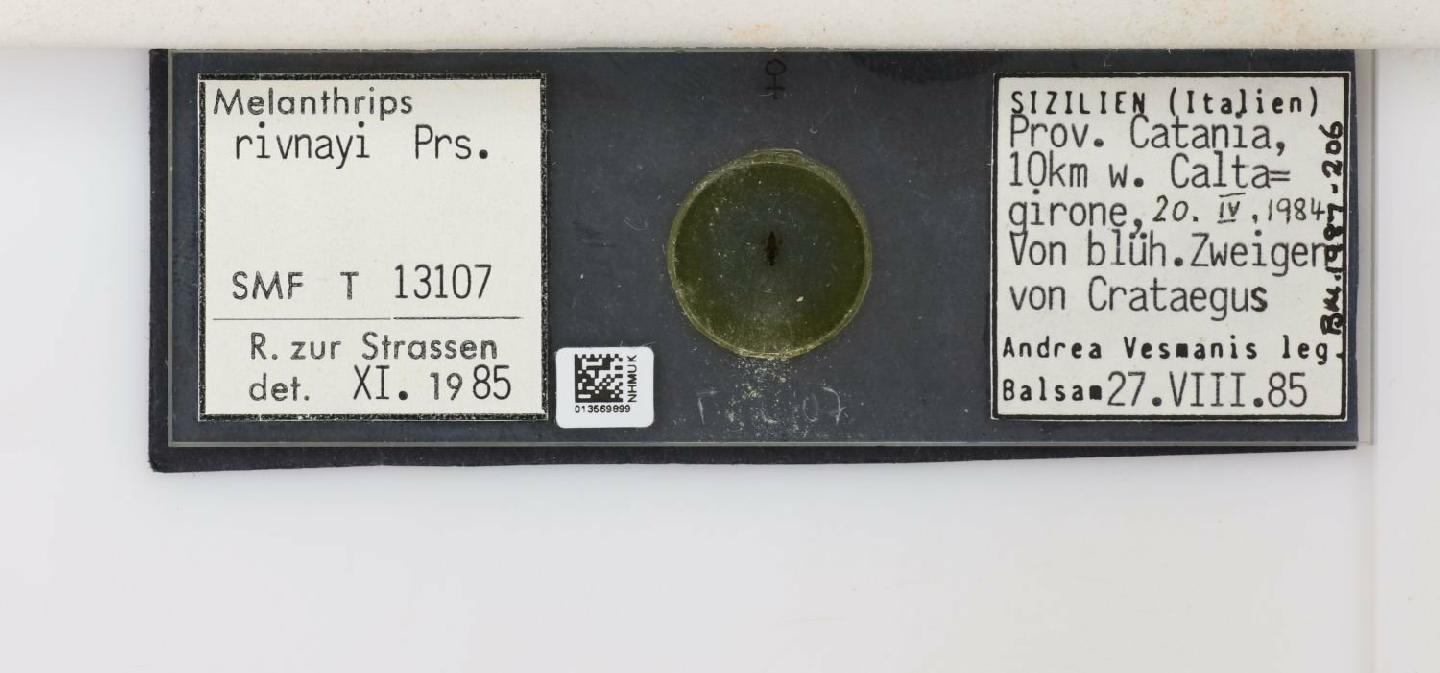 Melanthrips
rivnayi Prs.
SMF T 13107
R. zur Strassen
det. XI. 1985
♀
NHMUK
013669899
SIZILIEN (Italien)
Prov. Catania,
10km w. Calta=
girone, 20. IV, 1984
Von blüh. Zweigen
von Crataegus
Andrea Vesmanis leg.
Balsam 27.VIII.85
BM.1987-206